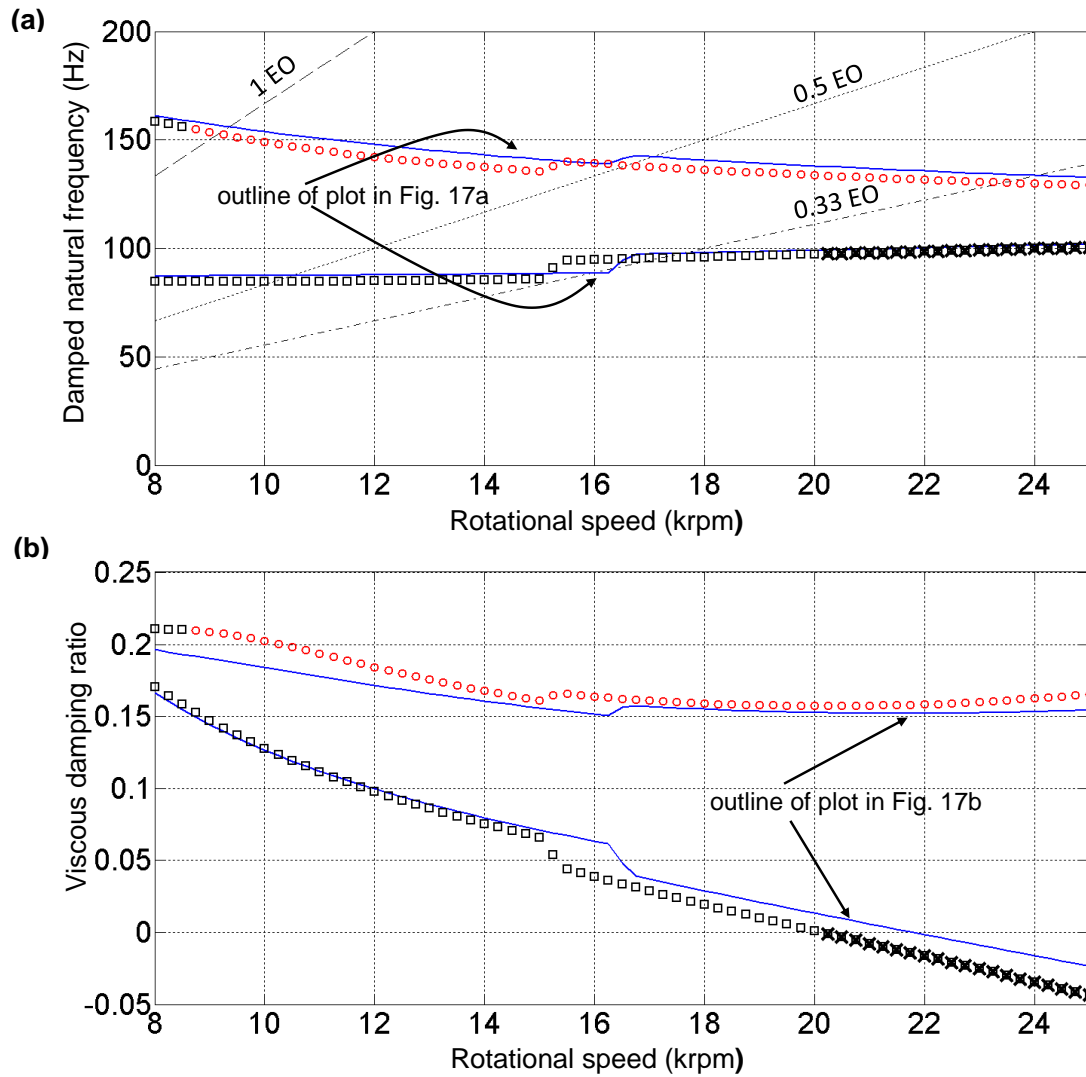 (a)
Damped natural frequency (Hz)
200
150
100
50
0
1 EO
0.5 EO
0.33 EO
outline of plot in Fig. 17a
8 10 12 14 16 18 20 22 24
Rotational speed (krpm)
(b)
Viscous damping ratio
0.25
0.2
0.15
0.1
0.05
0
-0.05
outline of plot in Fig. 17b
8 10 12 14 16 18 20 22 24
Rotational speed (krpm)